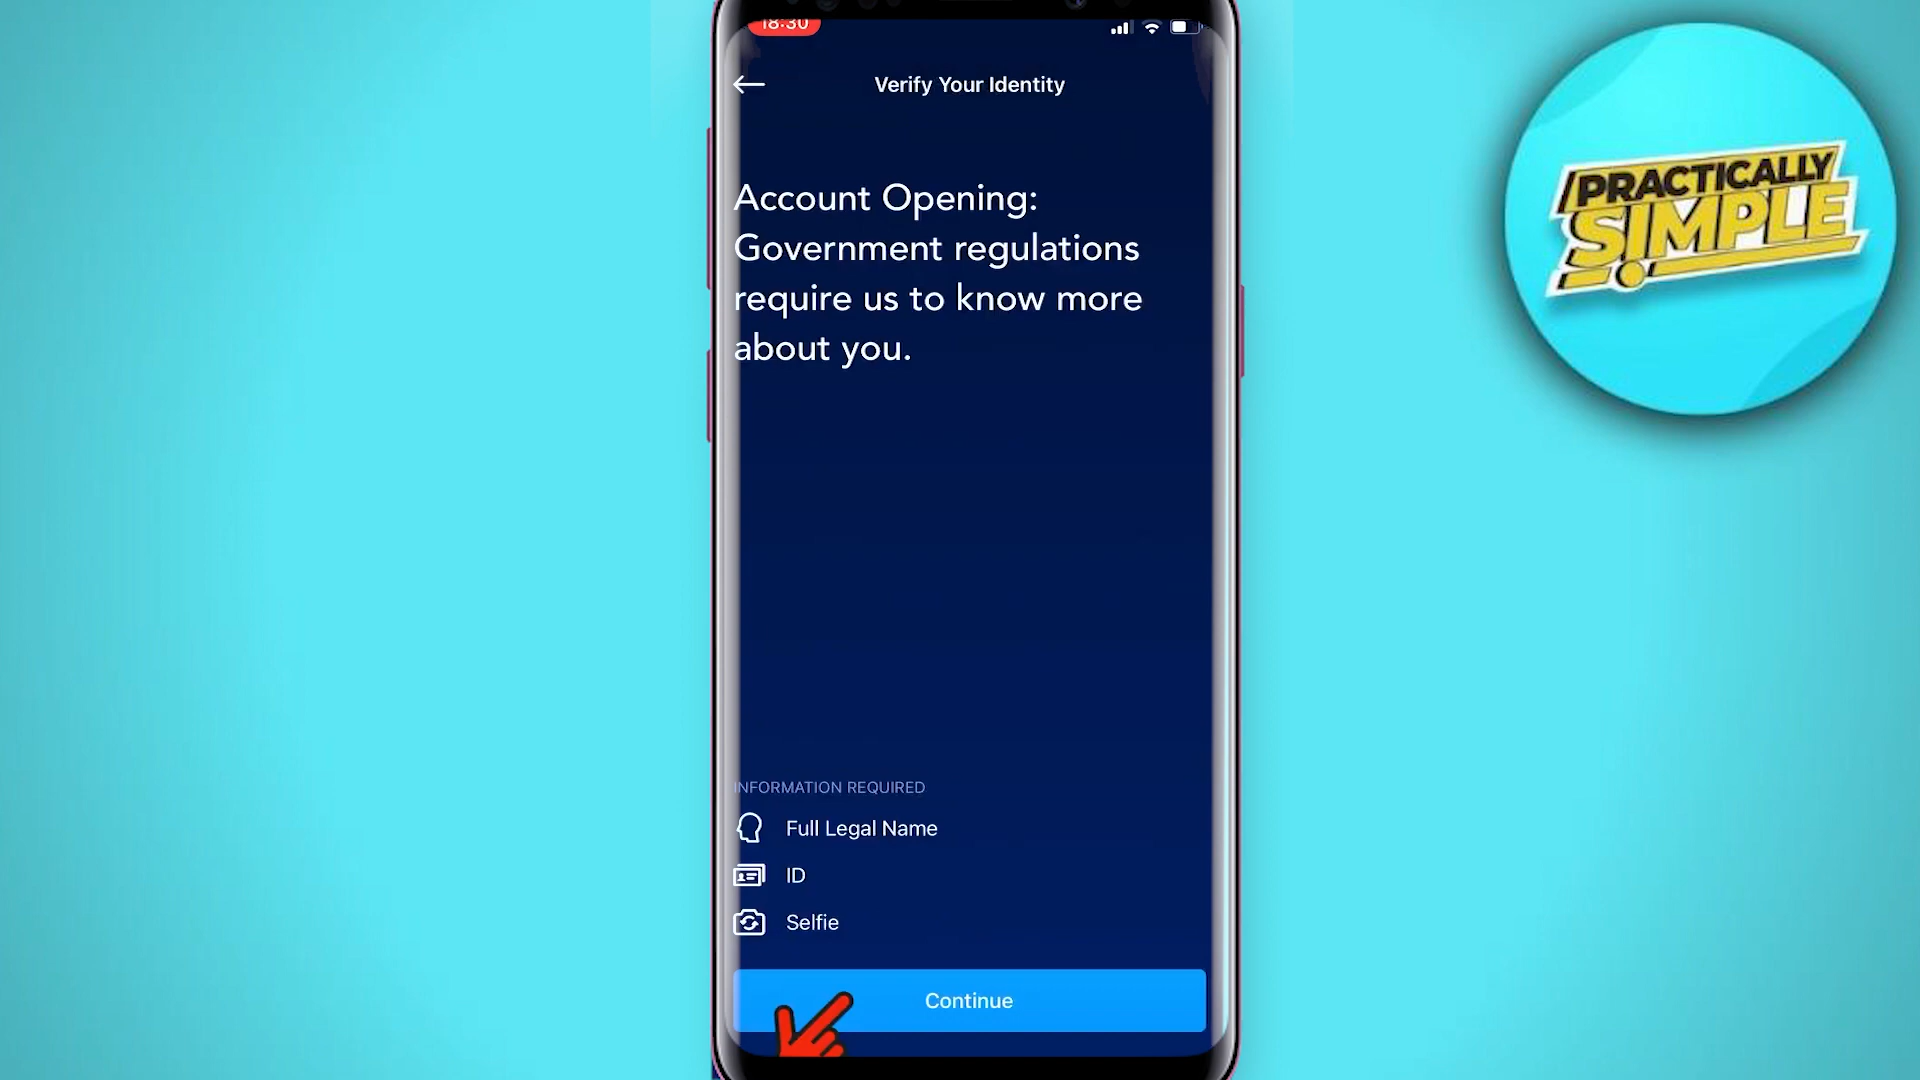 18:30
Verify Your Identity
PRACTICALLY
SIMPLE
Account Opening:
Government regulations
require us to know more
about you.
INFORMATION REQUIRED
Full Legal Name
ID
Selfie
Continue